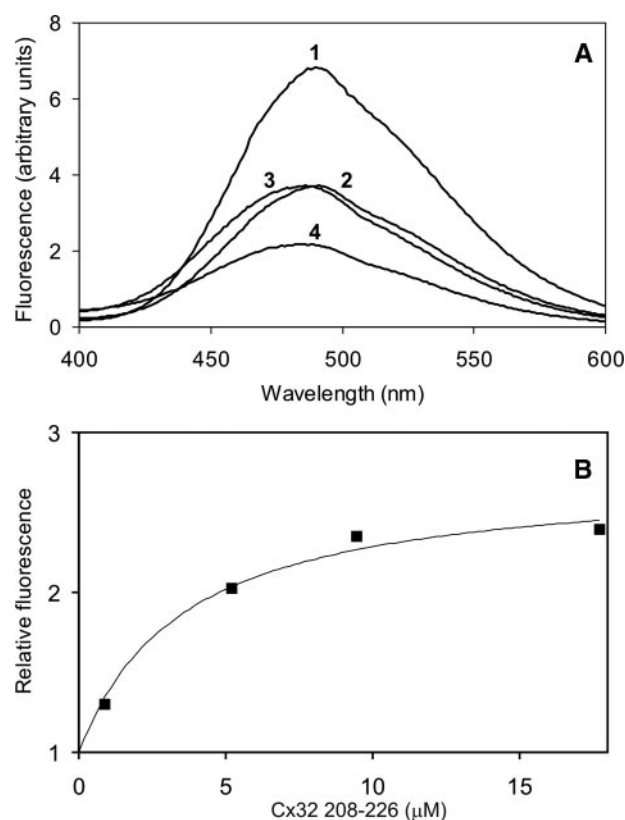 A
Fluorescence (arbitrary units)
8
6
4
2
0
1
3
2
4
400 450 500 550 600
Wavelength (nm)
B
Relative fluorescence
3
2
1
0 5 10 15
Cx32 208-226 (μM)